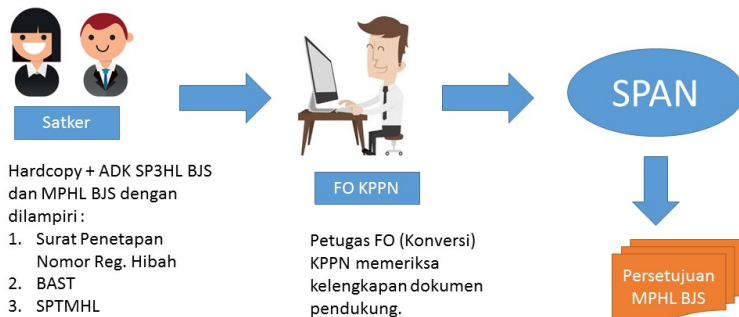 Satker
Hardcopy + ADK SP3HL BJS
dan MPHL BJS dengan
dilampiri :
1. Surat Penetapan
Nomor Reg. Hibah
2. BAST
3. SPTMHL
FO KPPN
Petugas FO (Konversi)
KPPN memeriksa
kelengkapan dokumen
pendukung.
SPAN
Persetujuan
MPHL BJS